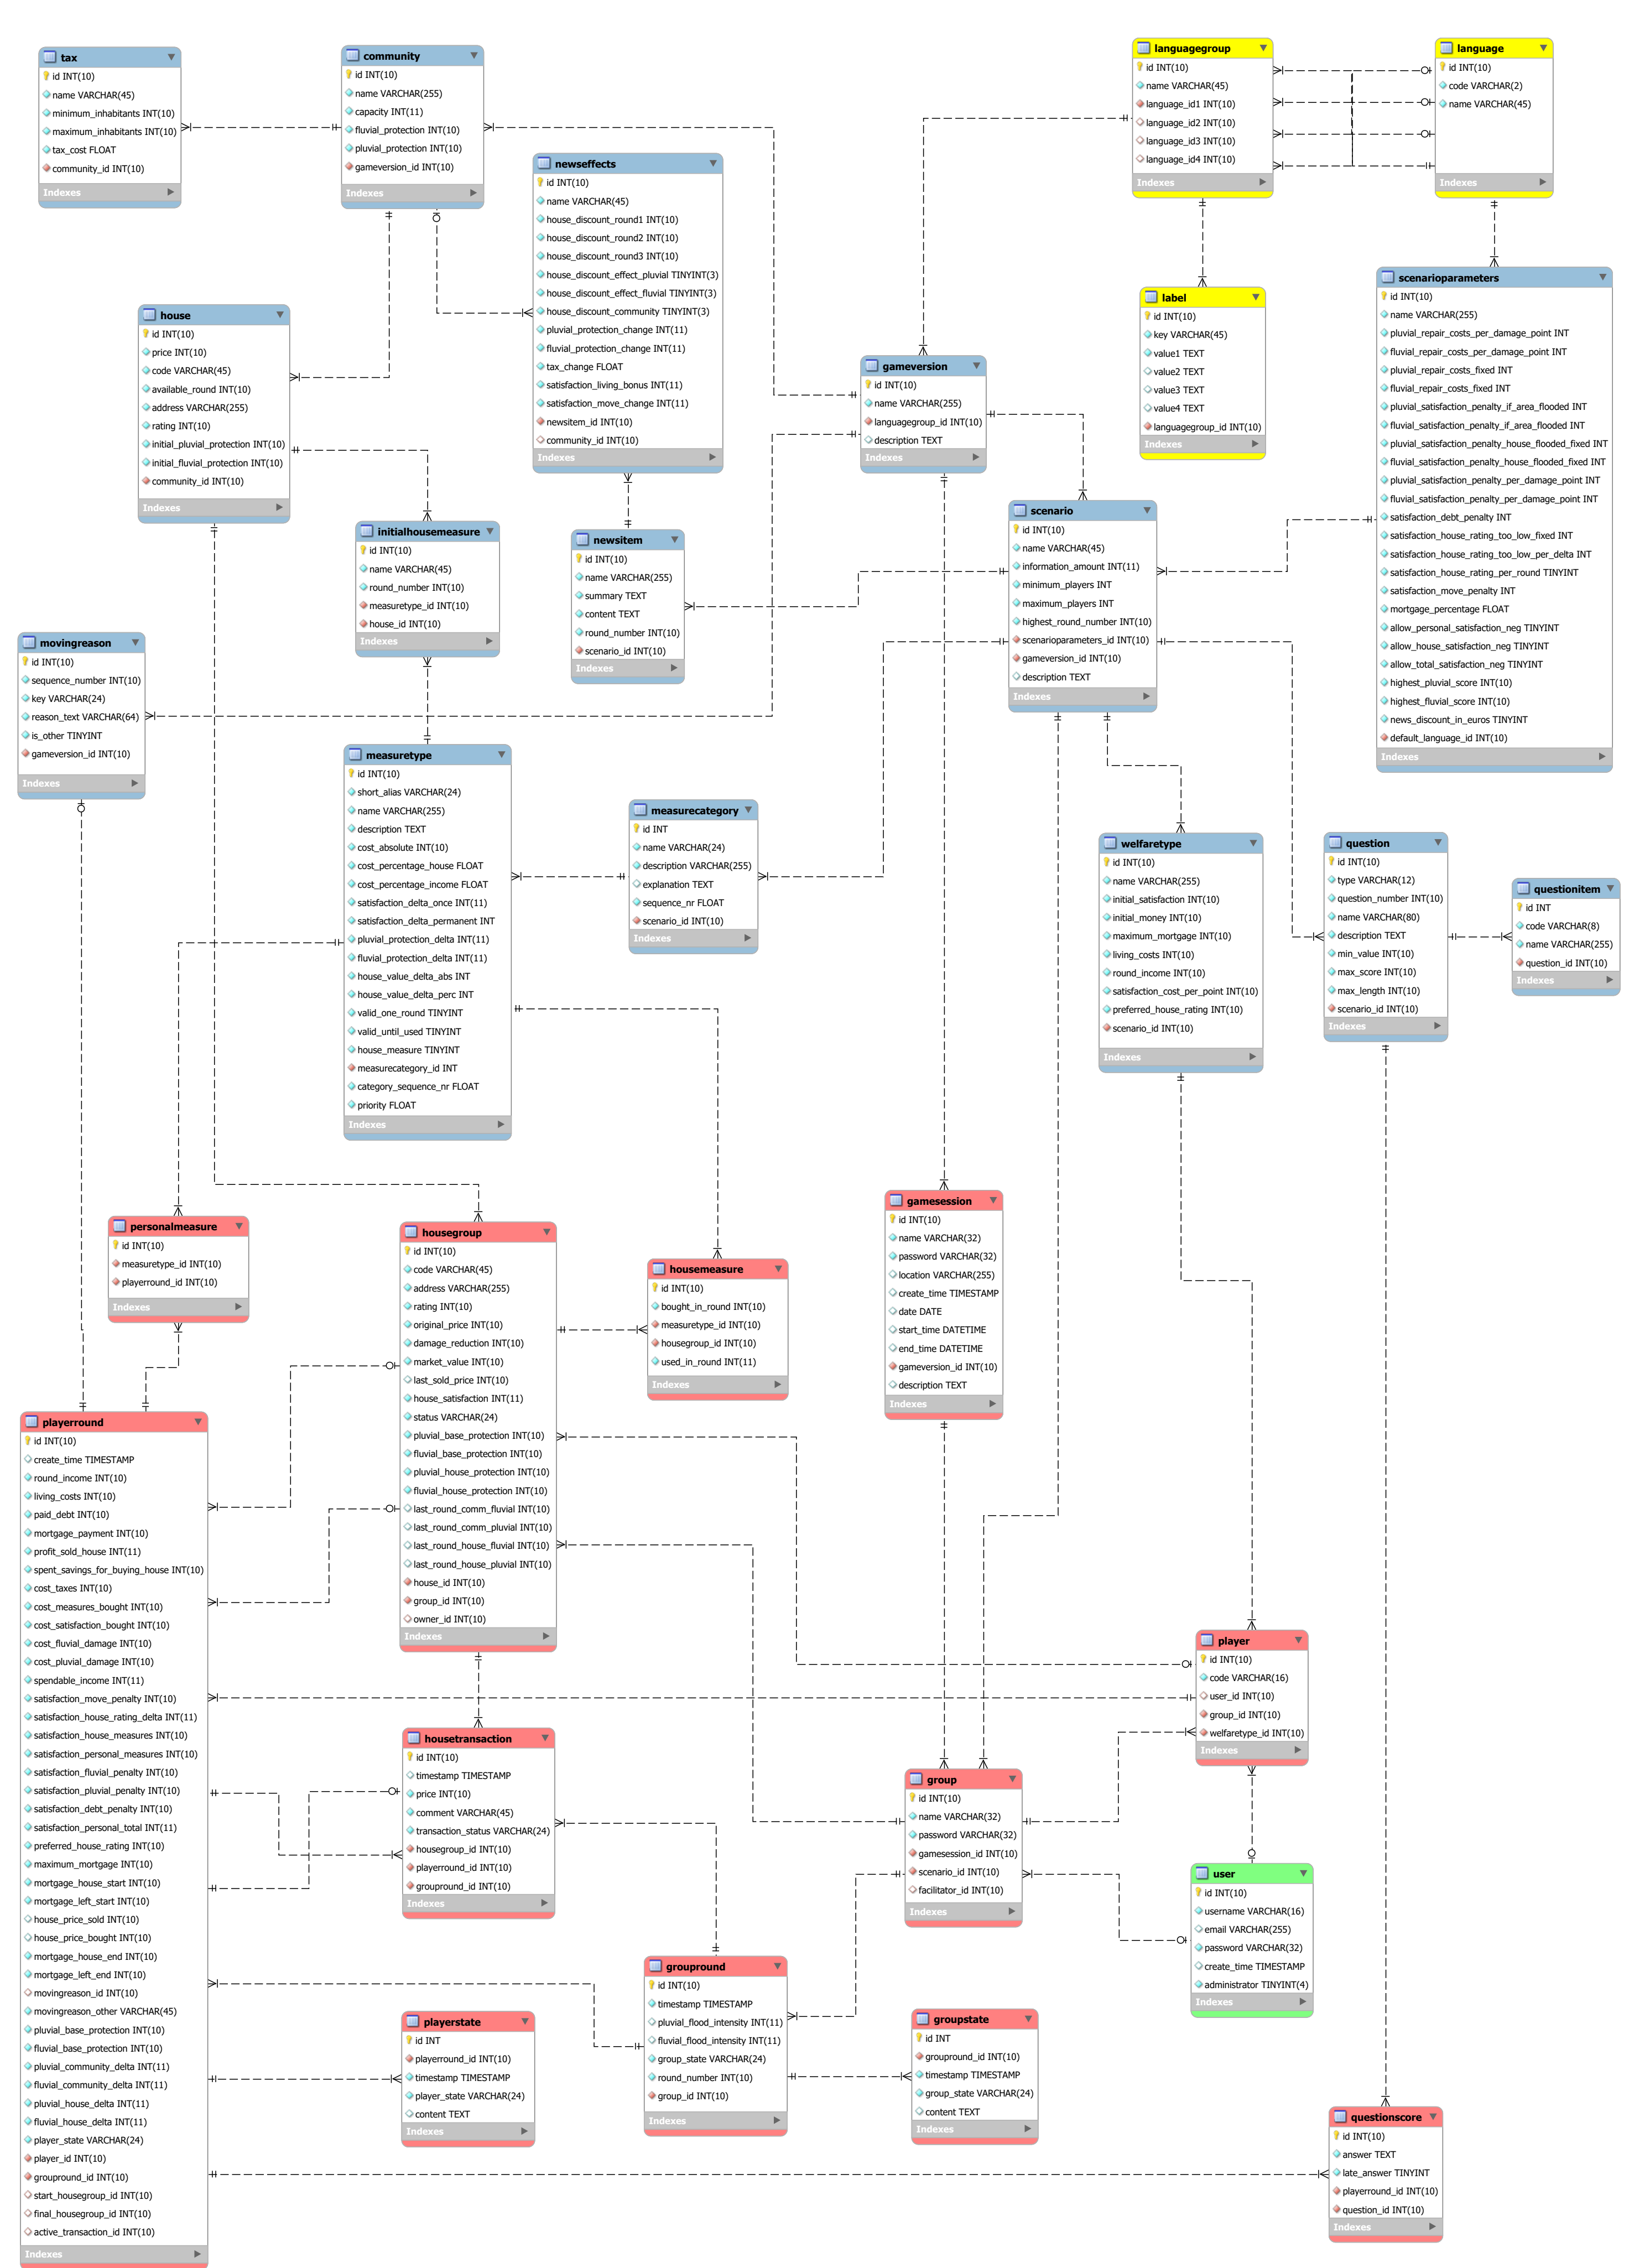 tax
id INT(10)
name VARCHAR(45)
minimum_inhabitants INT(10)
maximum_inhabitants INT(10)
tax_cost FLOAT
community_id INT(10)
Indexes
community
id INT(10)
name VARCHAR(255)
capacity INT(11)
fluvial_protection INT(10)
pluvial_protection INT(10)
gameversion_id INT(10)
Indexes
newseffects
id INT(10)
name VARCHAR(45)
house_discount_round1 INT(10)
house_discount_round2 INT(10)
house_discount_round3 INT(10)
house_discount_effect_pluvial TINYINT(3)
house_discount_effect_fluvial TINYINT(3)
house_discount_community TINYINT(3)
pluvial_protection_change INT(11)
fluvial_protection_change INT(11)
tax_change FLOAT
satisfaction_living_bonus INT(11)
satisfaction_move_change INT(11)
newsitem_id INT(10)
community_id INT(10)
Indexes
languagegroup
id INT(10)
name VARCHAR(45)
language_id1 INT(10)
language_id2 INT(10)
language_id3 INT(10)
language_id4 INT(10)
Indexes
language
id INT(10)
code VARCHAR(2)
name VARCHAR(45)
Indexes
label
id INT(10)
key VARCHAR(45)
value1 TEXT
value2 TEXT
value3 TEXT
value4 TEXT
languagegroup_id INT(10)
Indexes
scenarioparameters
id INT(10)
name VARCHAR(255)
pluvial_repair_costs_per_damage_point INT
fluvial_repair_costs_per_damage_point INT
pluvial_repair_costs_fixed INT
fluvial_repair_costs_fixed INT
pluvial_satisfaction_penalty_if_area_flooded INT
fluvial_satisfaction_penalty_if_area_flooded INT
pluvial_satisfaction_penalty_house_flooded_fixed INT
fluvial_satisfaction_penalty_house_flooded_fixed INT
pluvial_satisfaction_penalty_per_damage_point INT
fluvial_satisfaction_penalty_per_damage_point INT
satisfaction_debt_penalty INT
satisfaction_house_rating_too_low_fixed INT
satisfaction_house_rating_too_low_per_delta INT
satisfaction_house_rating_per_round TINYINT
satisfaction_move_penalty INT
mortgage_percentage FLOAT
allow_personal_satisfaction_neg TINYINT
allow_house_satisfaction_neg TINYINT
allow_total_satisfaction_neg TINYINT
highest_pluvial_score INT(10)
highest_fluvial_score INT(10)
news_discount_in_euros TINYINT
default_language_id INT(10)
Indexes
house
id INT(10)
price INT(10)
code VARCHAR(45)
available_round INT(10)
address VARCHAR(255)
rating INT(10)
initial_pluvial_protection INT(10)
initial_fluvial_protection INT(10)
community_id INT(10)
Indexes
gameversion
id INT(10)
name VARCHAR(255)
languagegroup_id INT(10)
description TEXT
Indexes
initialhousemeasure
id INT(10)
name VARCHAR(45)
round_number INT(10)
measuretype_id INT(10)
house_id INT(10)
Indexes
newsitem
id INT(10)
name VARCHAR(255)
summary TEXT
content TEXT
round_number INT(10)
scenario_id INT(10)
Indexes
scenario
id INT(10)
name VARCHAR(45)
information_amount INT(11)
minimum_players INT
maximum_players INT
highest_round_number INT(10)
scenarioparameters_id INT(10)
gameversion_id INT(10)
description TEXT
Indexes
movingreason
id INT(10)
sequence_number INT(10)
key VARCHAR(24)
reason_text VARCHAR(64)
is_other TINYINT
gameversion_id INT(10)
Indexes
measuretype
id INT(10)
short_alias VARCHAR(24)
name VARCHAR(255)
description TEXT
cost_absolute INT(10)
cost_percentage_house FLOAT
cost_percentage_income FLOAT
satisfaction_delta_once INT(11)
satisfaction_delta_permanent INT
pluvial_protection_delta INT(11)
fluvial_protection_delta INT(11)
house_value_delta_abs INT
house_value_delta_perc INT
valid_one_round TINYINT
valid_until_used TINYINT
house_measure TINYINT
measurecategory_id INT
category_sequence_nr FLOAT
priority FLOAT
Indexes
measurecategory
id INT
name VARCHAR(24)
description VARCHAR(255)
explanation TEXT
sequence_nr FLOAT
scenario_id INT(10)
Indexes
welfaretype
id INT(10)
name VARCHAR(255)
initial_satisfaction INT(10)
initial_money INT(10)
maximum_mortgage INT(10)
living_costs INT(10)
round_income INT(10)
satisfaction_cost_per_point INT(10)
preferred_house_rating INT(10)
scenario_id INT(10)
Indexes
question
id INT(10)
type VARCHAR(12)
question_number INT(10)
name VARCHAR(80)
description TEXT
min_value INT(10)
max_score INT(10)
max_length INT(10)
scenario_id INT(10)
Indexes
questionitem
id INT
code VARCHAR(8)
name VARCHAR(255)
question_id INT(10)
Indexes
personalmeasure
id INT(10)
measuretype_id INT(10)
playerround_id INT(10)
Indexes
housegroup
id INT(10)
code VARCHAR(45)
address VARCHAR(255)
rating INT(10)
original_price INT(10)
damage_reduction INT(10)
market_value INT(10)
last_sold_price INT(10)
house_satisfaction INT(11)
status VARCHAR(24)
pluvial_base_protection INT(10)
fluvial_base_protection INT(10)
pluvial_house_protection INT(10)
fluvial_house_protection INT(10)
last_round_comm_fluvial INT(10)
last_round_comm_pluvial INT(10)
last_round_house_fluvial INT(10)
last_round_house_pluvial INT(10)
house_id INT(10)
group_id INT(10)
owner_id INT(10)
Indexes
housemeasure
id INT(10)
bought_in_round INT(10)
measuretype_id INT(10)
housegroup_id INT(10)
used_in_round INT(11)
Indexes
gamesession
id INT(10)
name VARCHAR(32)
password VARCHAR(32)
location VARCHAR(255)
create_time TIMESTAMP
date DATE
start_time DATETIME
end_time DATETIME
gameversion_id INT(10)
description TEXT
Indexes
playerround
id INT(10)
create_time TIMESTAMP
round_income INT(10)
living_costs INT(10)
paid_debt INT(10)
mortgage_payment INT(10)
profit_sold_house INT(11)
spent_savings_for_buying_house INT(10)
cost_taxes INT(10)
cost_measures_bought INT(10)
cost_satisfaction_bought INT(10)
cost_fluvial_damage INT(10)
cost_pluvial_damage INT(10)
spendable_income INT(11)
satisfaction_move_penalty INT(10)
satisfaction_house_rating_delta INT(11)
satisfaction_house_measures INT(10)
satisfaction_personal_measures INT(10)
satisfaction_fluvial_penalty INT(10)
satisfaction_pluvial_penalty INT(10)
satisfaction_debt_penalty INT(10)
satisfaction_personal_total INT(11)
preferred_house_rating INT(10)
maximum_mortgage INT(10)
mortgage_house_start INT(10)
mortgage_left_start INT(10)
house_price_sold INT(10)
house_price_bought INT(10)
mortgage_house_end INT(10)
mortgage_left_end INT(10)
movingreason_id INT(10)
movingreason_other VARCHAR(45)
pluvial_base_protection INT(10)
fluvial_base_protection INT(10)
pluvial_community_delta INT(11)
fluvial_community_delta INT(11)
pluvial_house_delta INT(11)
fluvial_house_delta INT(11)
player_state VARCHAR(24)
player_id INT(10)
groupround_id INT(10)
start_housegroup_id INT(10)
final_housegroup_id INT(10)
active_transaction_id INT(10)
Indexes
player
id INT(10)
code VARCHAR(16)
user_id INT(10)
group_id INT(10)
welfaretype_id INT(10)
Indexes
housetransaction
id INT(10)
timestamp TIMESTAMP
price INT(10)
comment VARCHAR(45)
transaction_status VARCHAR(24)
housegroup_id INT(10)
playerround_id INT(10)
groupround_id INT(10)
Indexes
group
id INT(10)
name VARCHAR(32)
password VARCHAR(32)
gamesession_id INT(10)
scenario_id INT(10)
facilitator_id INT(10)
Indexes
user
id INT(10)
username VARCHAR(16)
email VARCHAR(255)
password VARCHAR(32)
create_time TIMESTAMP
administrator TINYINT(4)
Indexes
groupround
id INT(10)
timestamp TIMESTAMP
pluvial_flood_intensity INT(11)
fluvial_flood_intensity INT(11)
group_state VARCHAR(24)
round_number INT(10)
group_id INT(10)
Indexes
playerstate
id INT
playerround_id INT(10)
timestamp TIMESTAMP
player_state VARCHAR(24)
content TEXT
Indexes
groupstate
id INT
groupround_id INT(10)
timestamp TIMESTAMP
group_state VARCHAR(24)
content TEXT
Indexes
questionscore
id INT(10)
answer TEXT
late_answer TINYINT
playerround_id INT(10)
question_id INT(10)
Indexes